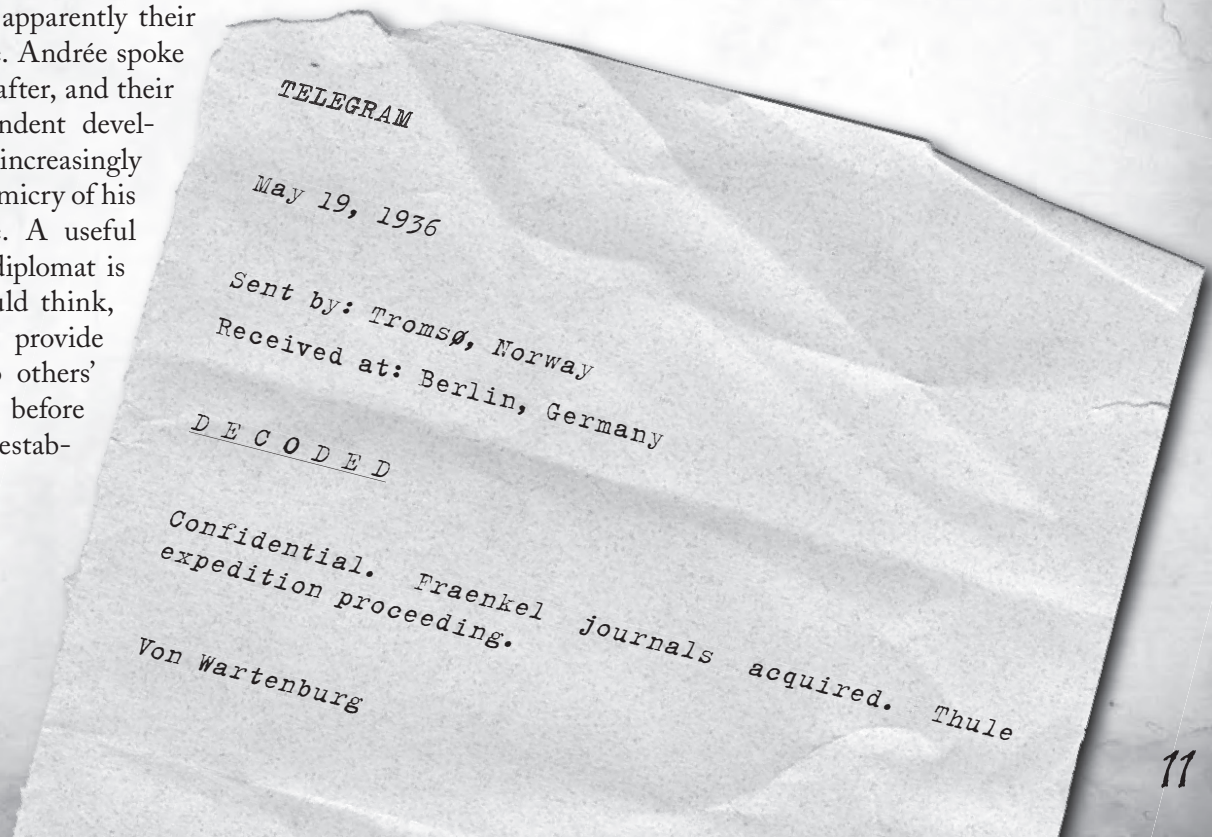 apparently their
e. Andrée spoke
after, and their
ndent devel-
increasingly
micry of his
e. A useful
diplomat is
uld think,
provide
others’
before
estab-
TELEGRAM
May 19, 1936
Sent by: Tromsø, Norway
Received at: Berlin, Germany
D E C O D E D
Confidential. Fraenkel journals acquired. Thule
expedition proceeding.
Von Wartenburg
11